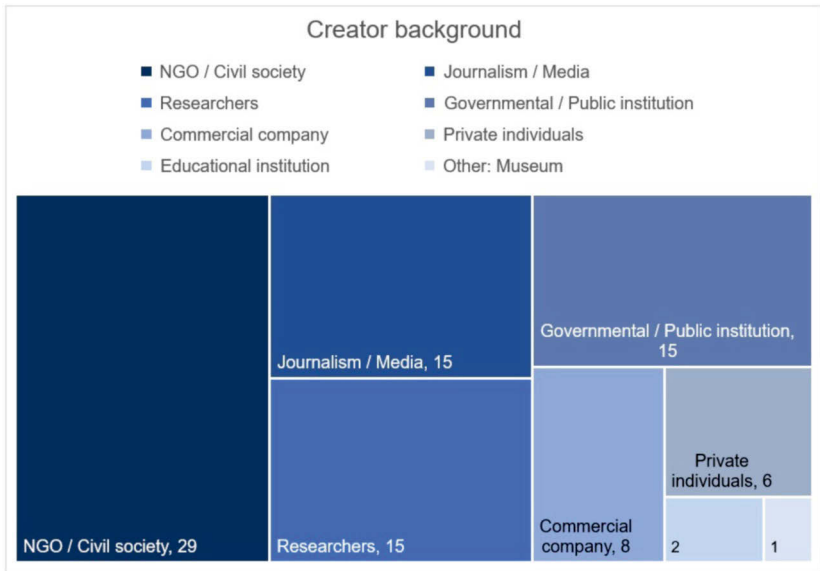 Creator background
NGO / Civil society
Journalism / Media
Researchers
Governmental / Public institution
Commercial company
Private individuals
Educational institution
Other: Museum
NGO / Civil society, 29
Journalism / Media, 15
Researchers, 15
Governmental / Public institution,
15
Commercial
company, 8
Private
individuals, 6
2
1